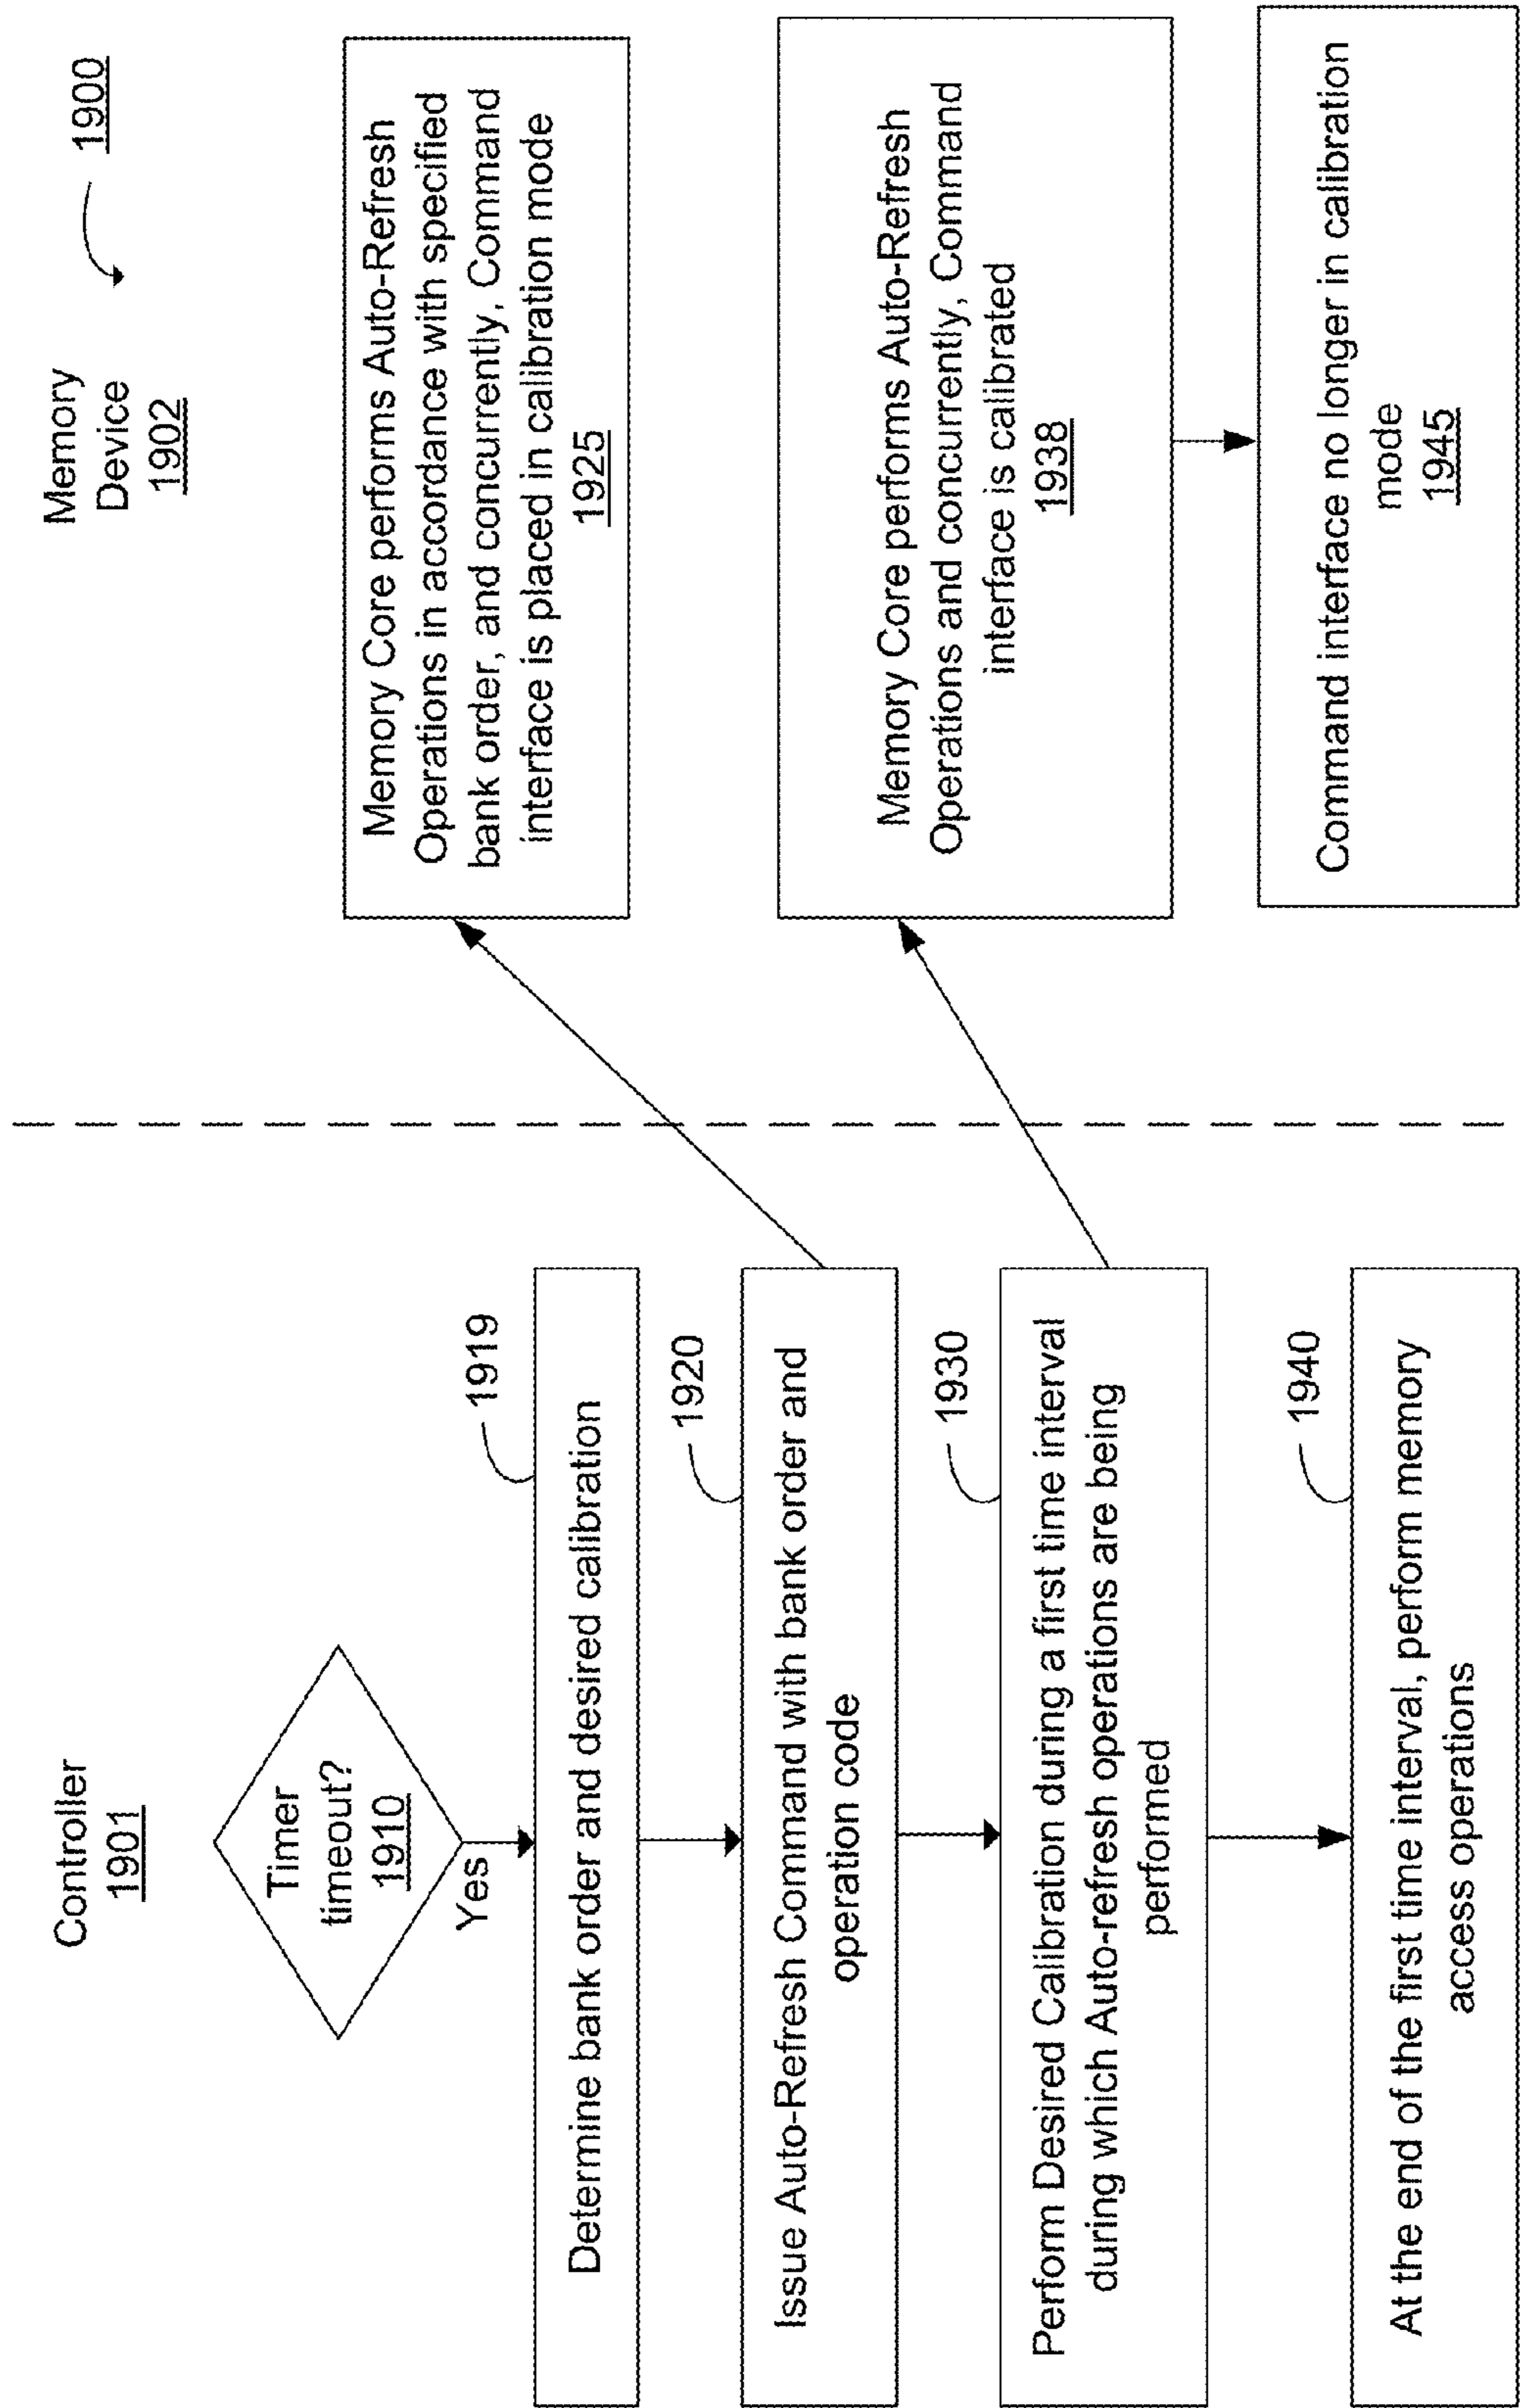 Controller
1901
Memory
Device
1902
1900
Timer
timeout?
1910
Yes
1919
Determine bank order and desired calibration
1920
Issue Auto-Refresh Command with bank order and
operation code
1930
Perform Desired Calibration during a first time interval
during which Auto-refresh operations are being
performed
1940
At the end of the first time interval, perform memory
access operations
Memory Core performs Auto-Refresh
Operations in accordance with specified
bank order, and concurrently, Command
interface is placed in calibration mode
1925
Memory Core performs Auto-Refresh
Operations and concurrently, Command
interface is calibrated
1938
Command interface no longer in calibration
mode
1945